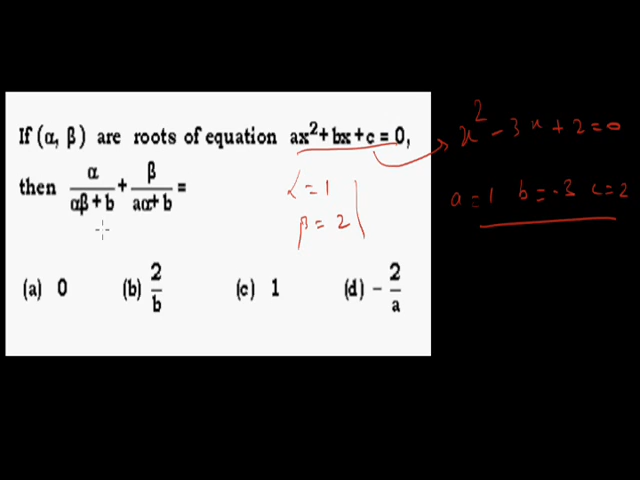 If (α, β) are roots of equation ax²+bx+c = 0,
then α/(αβ + b) + β/(aα+ b) =
(a) 0 (b) 2/b (c) 1 (d) - 2/a
α = 1
β = 2
x² - 3x + 2 = 0
a = 1 b = -3 c = 2